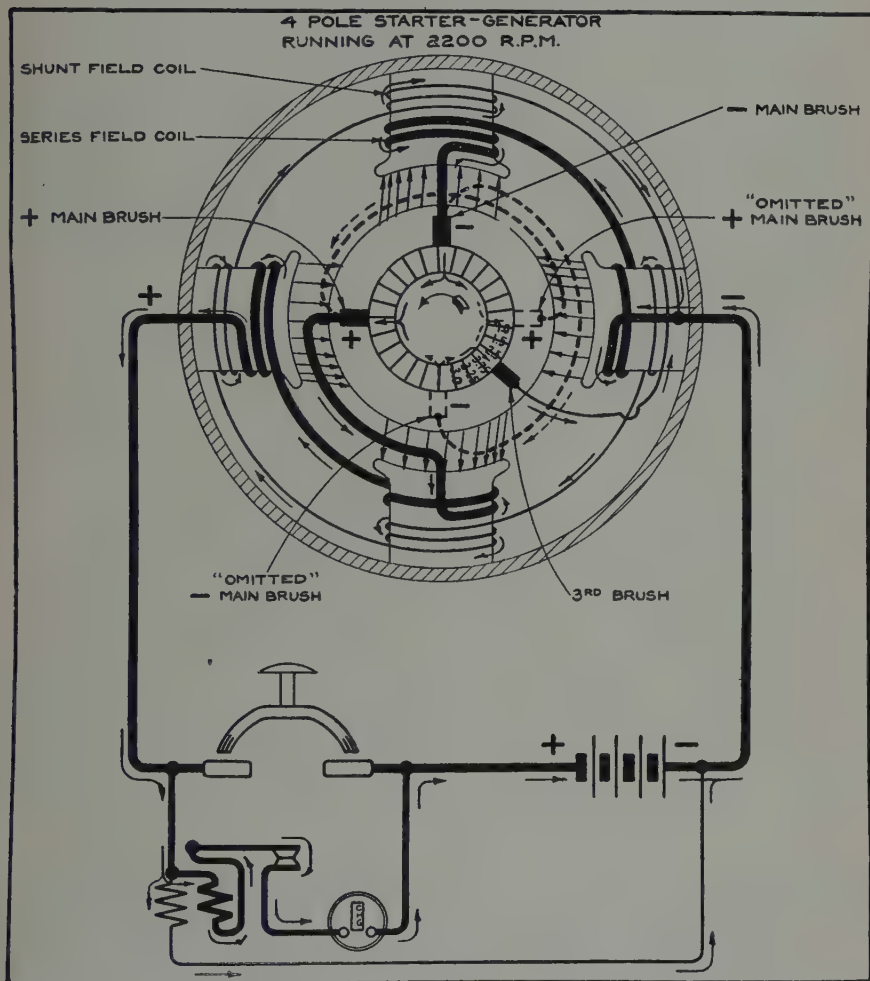 4 POLE STARTER-GENERATOR
RUNNING AT 2200 R.P.M.
SHUNT FIELD COIL
SERIES FIELD COIL
− MAIN BRUSH
+ MAIN BRUSH
"OMITTED"
+ MAIN BRUSH
−
+
+
−
+
−
"OMITTED"
− MAIN BRUSH
3RD BRUSH
+
−